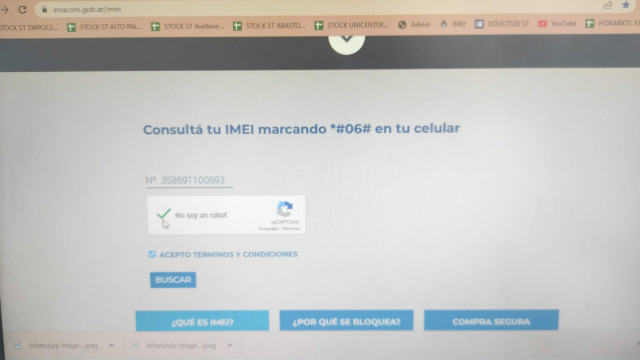 enacom.gob.ar/imei
STOCK ST SWPOCE... STOCK ST ALTO PAL... STOCK ST Avellane... STOCK ST ABASTO... STOCK UNICENTER... Admin IMEI SOLICITUD ST YouTube HORARIOS
Consultá tu IMEI marcando *#06# en tu celular
Nº 358691100693
No soy un robot
reCAPTCHA
Privacidad - Términos
ACEPTO TERMINOS Y CONDICIONES
BUSCAR
¿QUÉ ES IMEI? ¿POR QUÉ SE BLOQUEA? COMPRA SEGURA
WhatsApp Image...jpeg WhatsApp Image...jpeg